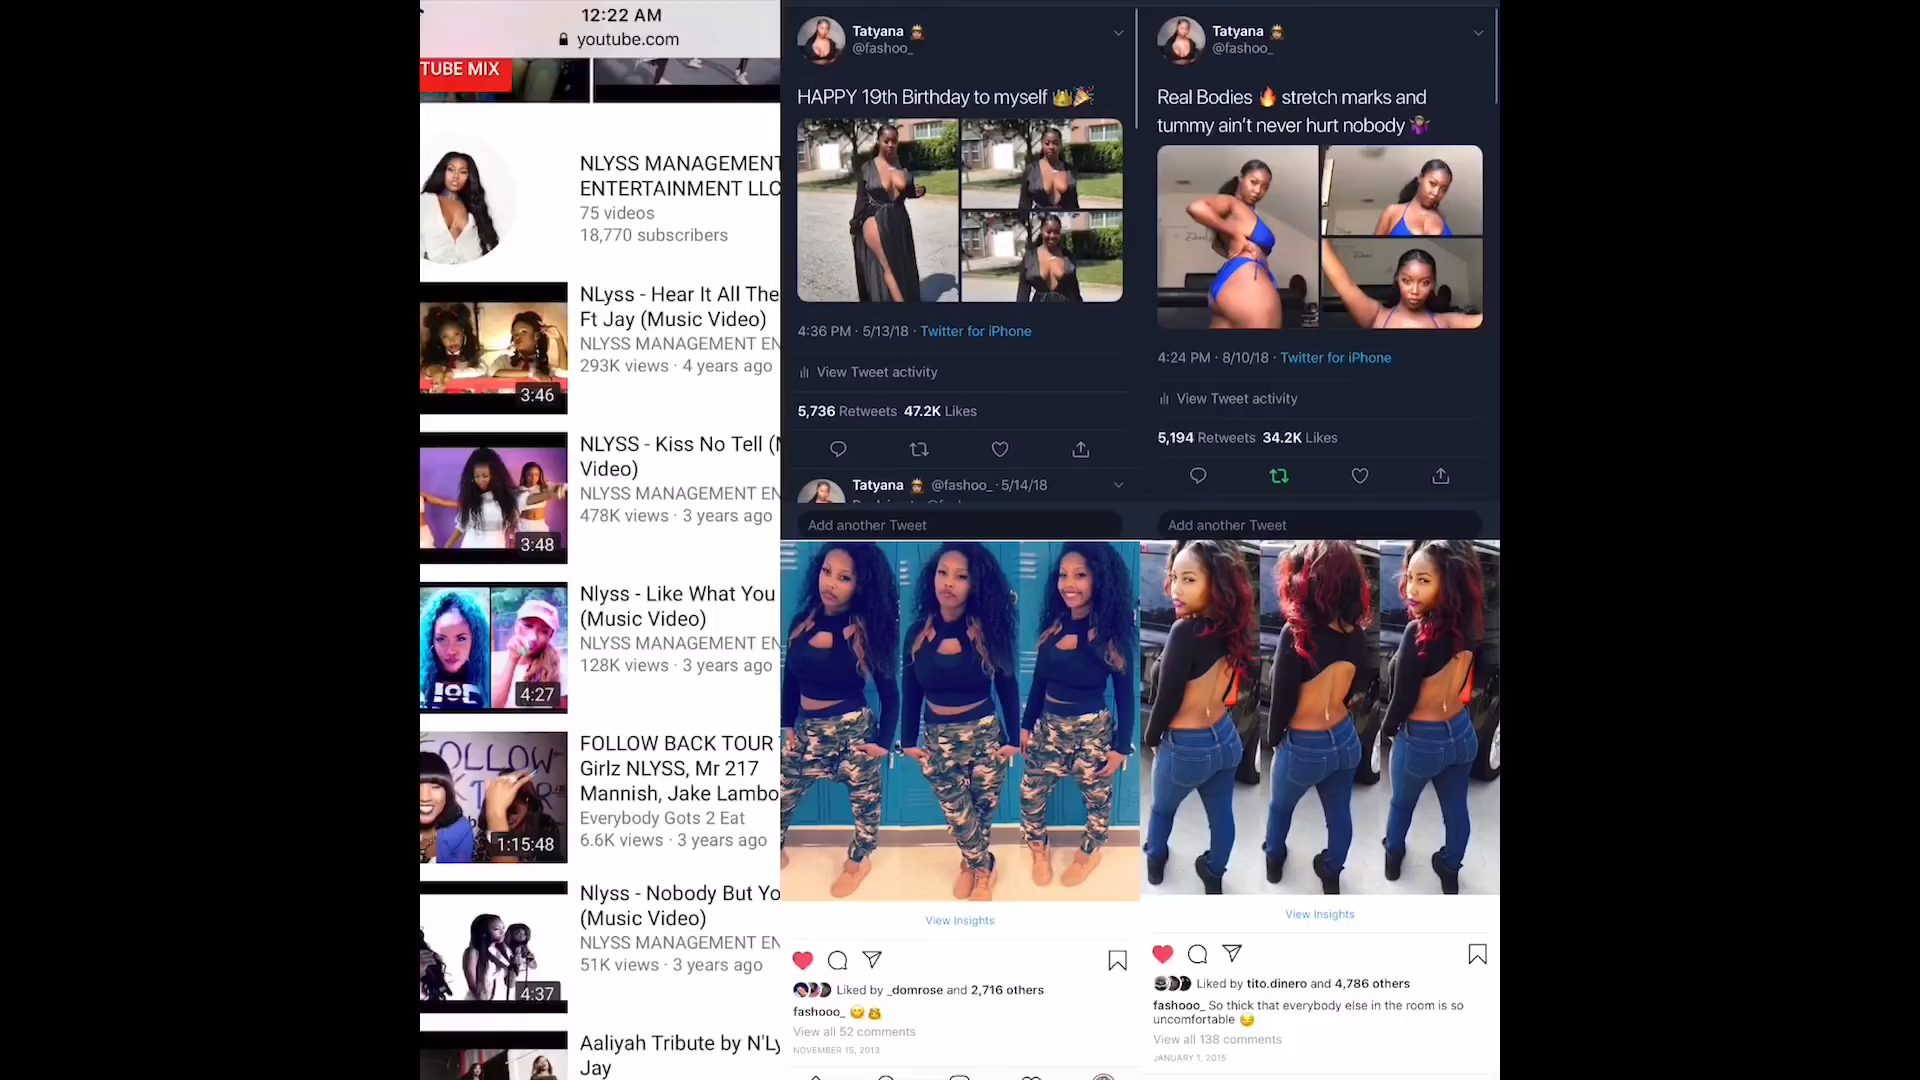 12:22 AM
youtube.com
TUBE MIX
NLYSS MANAGEMENT
ENTERTAINMENT LLC
75 videos
18,770 subscribers
NLyss - Hear It All The
Ft Jay (Music Video)
NLYSS MANAGEMENT EN
293K views · 4 years ago
3:46
NLYSS - Kiss No Tell (
Video)
NLYSS MANAGEMENT EN
478K views · 3 years ago
3:48
Nlyss - Like What You
(Music Video)
NLYSS MANAGEMENT EN
128K views · 3 years ago
4:27
FOLLOW BACK TOUR
Girlz NLYSS, Mr 217
Mannish, Jake Lambo
Everybody Gots 2 Eat
6.6K views · 3 years ago
1:15:48
Nlyss - Nobody But Yo
(Music Video)
NLYSS MANAGEMENT EN
51K views · 3 years ago
4:37
Aaliyah Tribute by N'Ly
Jay
Tatyana 👸🏾
@fashoo_
HAPPY 19th Birthday to myself 👑🎉
4:36 PM · 5/13/18 · Twitter for iPhone
View Tweet activity
5,736 Retweets 47.2K Likes
Tatyana 👸🏾 @fashoo_ · 5/14/18
Add another Tweet
Tatyana 👸🏾
@fashoo_
Real Bodies 🔥 stretch marks and
tummy ain't never hurt nobody 🤷🏾‍♀️
4:24 PM · 8/10/18 · Twitter for iPhone
View Tweet activity
5,194 Retweets 34.2K Likes
Add another Tweet
View Insights
Liked by _domrose and 2,716 others
fashooo_
View all 52 comments
NOVEMBER 15, 2013
View Insights
Liked by tito.dinero and 4,786 others
fashooo_ So thick that everybody else in the room is so
uncomfortable 😏
View all 138 comments
JANUARY 1, 2015